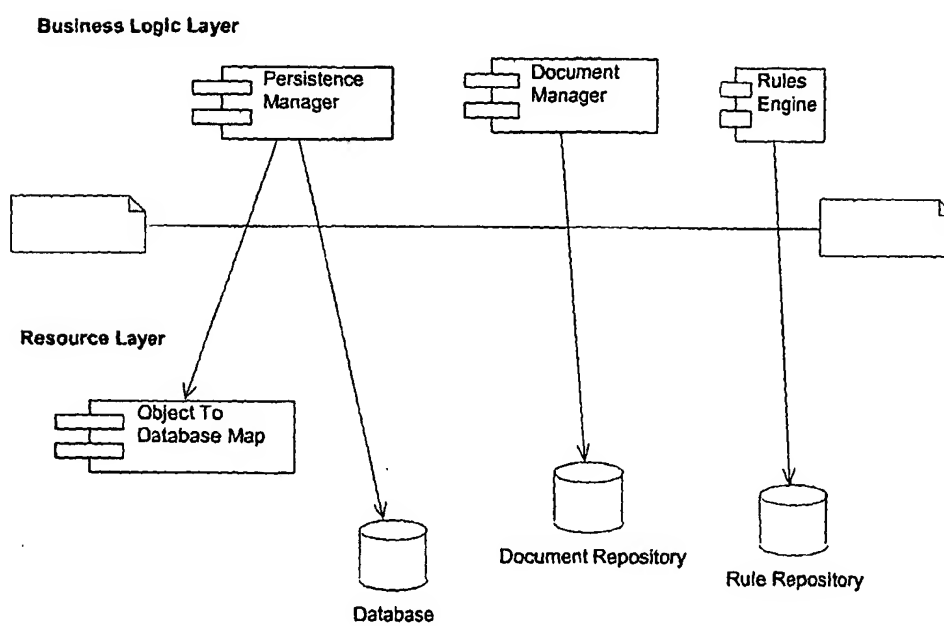 Business Logic Layer
Persistence
Manager
Document
Manager
Rules
Engine
Resource Layer
Object To
Database Map
Document Repository
Rule Repository
Database